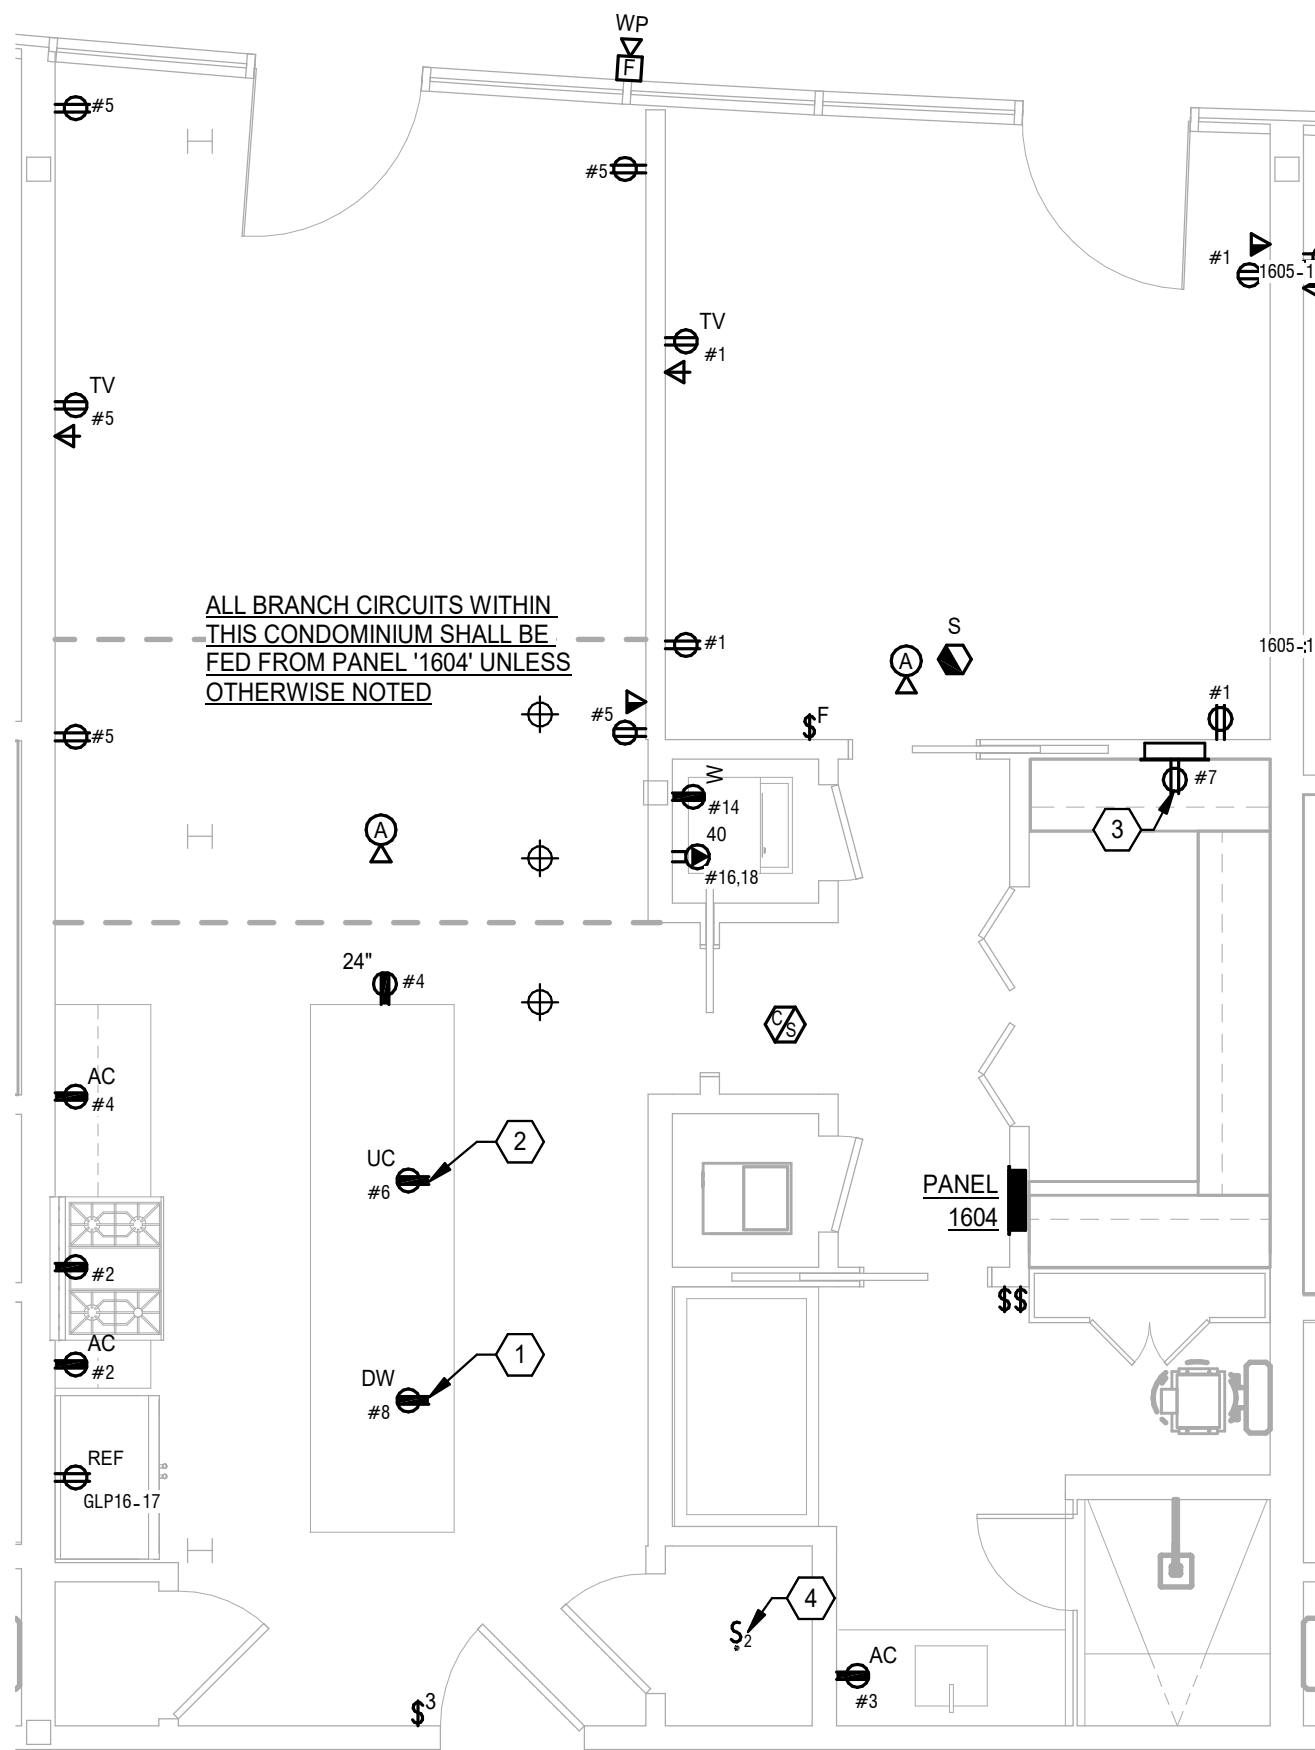 WP
F
#5
#5
#1
1605-1
TV
#1
TV
#5
ALL BRANCH CIRCUITS WITHIN
THIS CONDOMINIUM SHALL BE
FED FROM PANEL '1604' UNLESS
OTHERWISE NOTED
S
A
#1
1605-1
#5
$F
#1
#5
W
#14
#7
3
A
40
#16,18
24"
#4
C/S
AC
#4
UC
#6
2
PANEL
1604
#2
$$
AC
#2
DW
#8
1
REF
GLP16-17
4
$2
AC
#3
$3